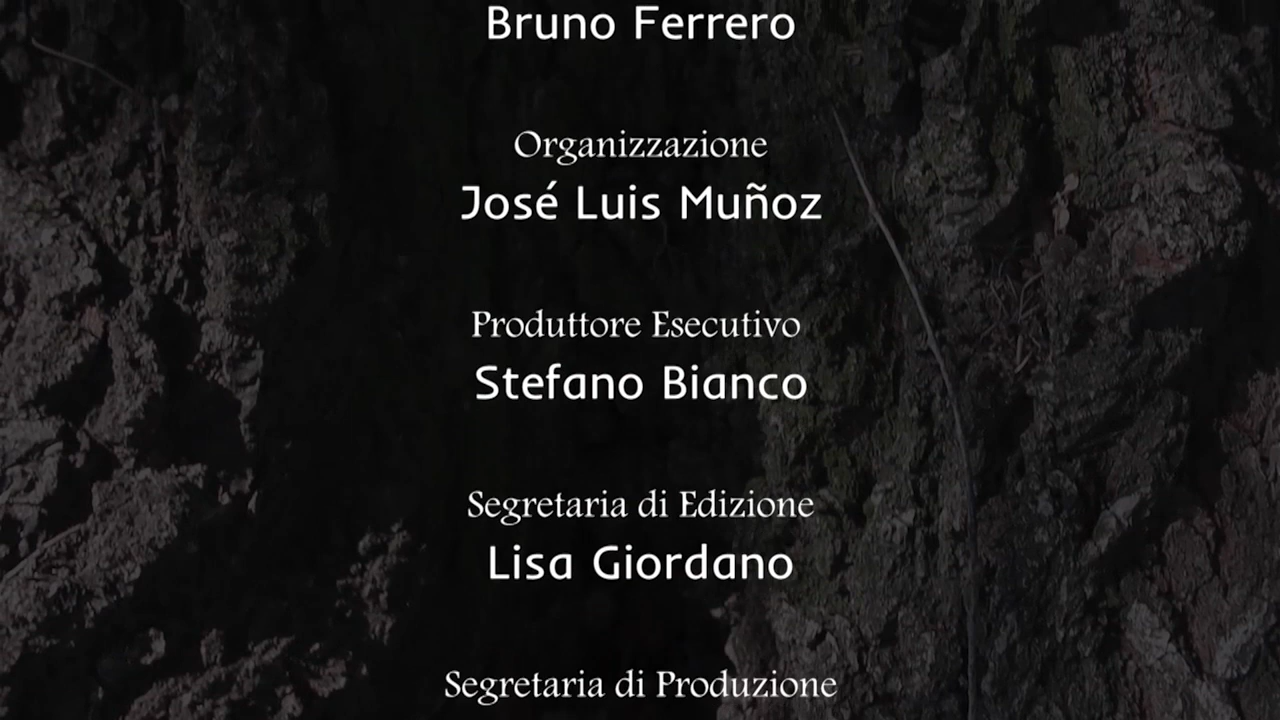 Bruno Ferrero
Organizzazione
José Luis Muñoz
Produttore Esecutivo
Stefano Bianco
Segretaria di Edizione
Lisa Giordano
Segretaria di Produzione